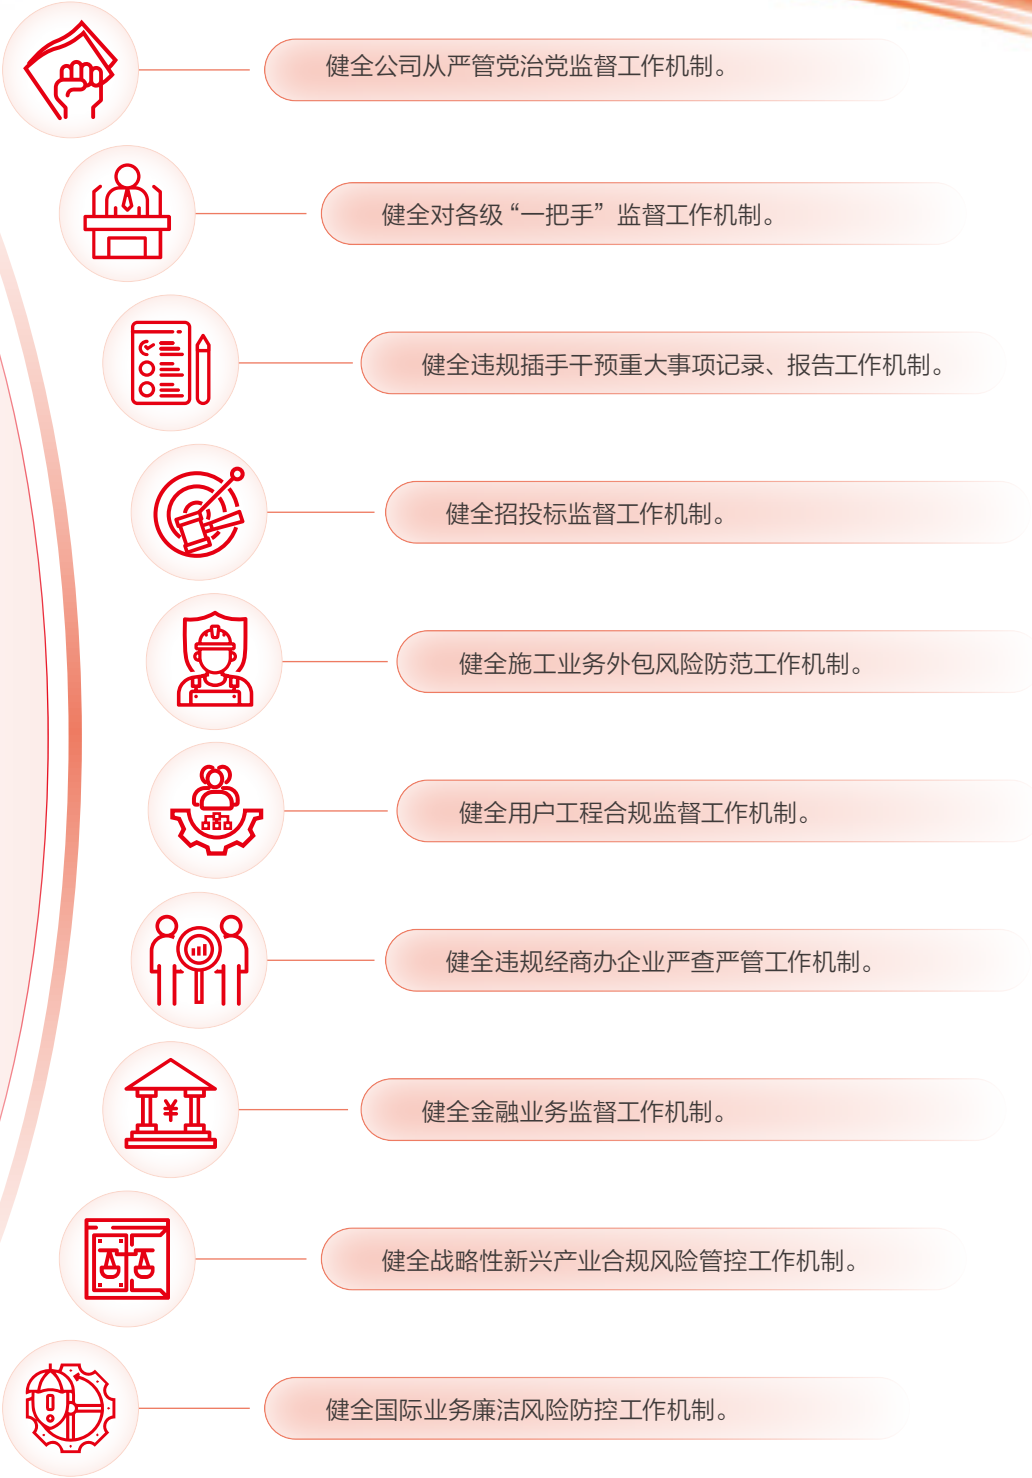 健全公司从严管党治党监督工作机制。
健全对各级“一把手”监督工作机制。
健全违规插手干预重大事项记录、报告工作机制。
健全招投标监督工作机制。
健全施工业务外包风险防范工作机制。
健全用户工程合规监督工作机制。
健全违规经商办企业严查严管工作机制。
¥
健全金融业务监督工作机制。
健全战略性新兴产业合规风险管控工作机制。
健全国际业务廉洁风险防控工作机制。